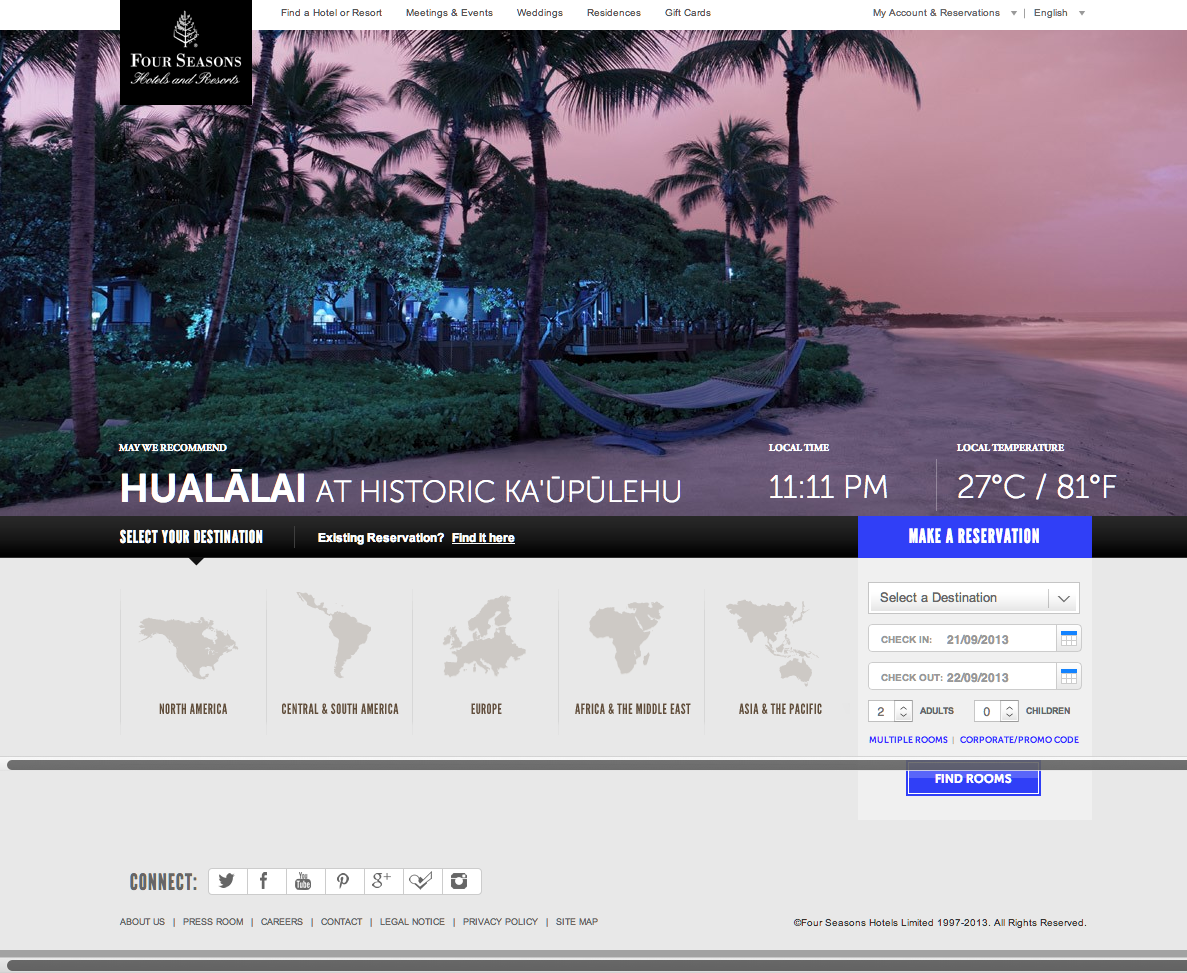 Find a Hotel or Resort Meetings & Events Weddings Residences Gift Cards My Account & Reservations | English
FOUR SEASONS
Hotels and Resorts
MAY WE RECOMMEND LOCAL TIME LOCAL TEMPERATURE
HUALĀLAI AT HISTORIC KA'ŪPŪLEHU 11:11 PM 27°C / 81°F
SELECT YOUR DESTINATION Existing Reservation? Find it here MAKE A RESERVATION
Select a Destination
CHECK IN: 21/09/2013
CHECK OUT: 22/09/2013
NORTH AMERICA CENTRAL & SOUTH AMERICA EUROPE AFRICA & THE MIDDLE EAST ASIA & THE PACIFIC
2 ADULTS 0 CHILDREN
MULTIPLE ROOMS | CORPORATE/PROMO CODE
FIND ROOMS
CONNECT: f You Tube g+
ABOUT US | PRESS ROOM | CAREERS | CONTACT | LEGAL NOTICE | PRIVACY POLICY | SITE MAP ©Four Seasons Hotels Limited 1997-2013. All Rights Reserved.